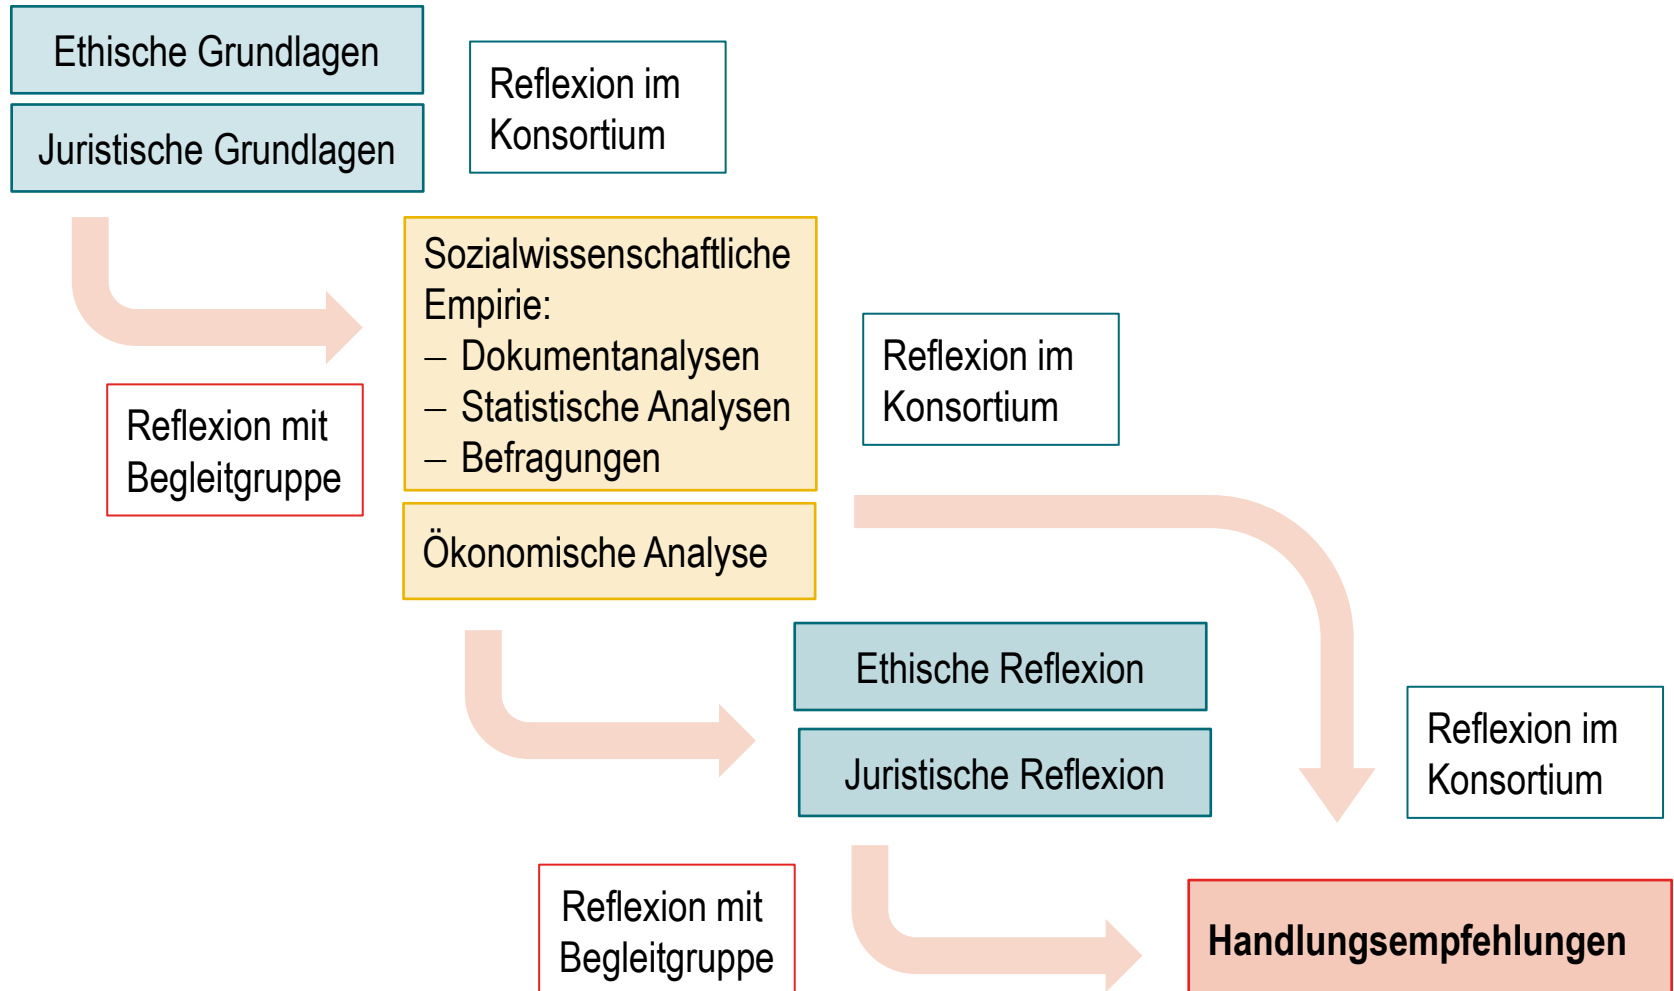 Ethische Grundlagen
Juristische Grundlagen
Reflexion im
Konsortium
Sozialwissenschaftliche
Empirie:
– Dokumentanalysen
– Statistische Analysen
– Befragungen
Reflexion im
Konsortium
Reflexion mit
Begleitgruppe
Ökonomische Analyse
Ethische Reflexion
Juristische Reflexion
Reflexion im
Konsortium
Reflexion mit
Begleitgruppe
Handlungsempfehlungen